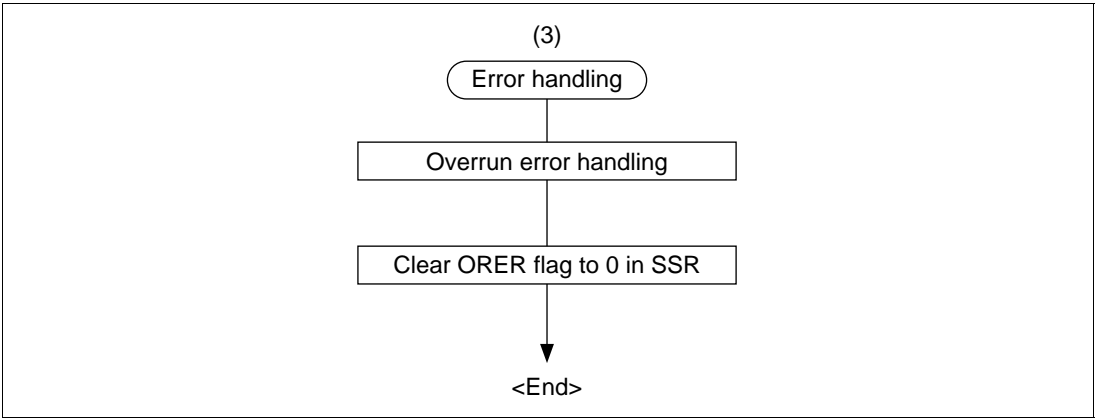 (3)
Error handling
Overrun error handling
Clear ORER flag to 0 in SSR
<End>